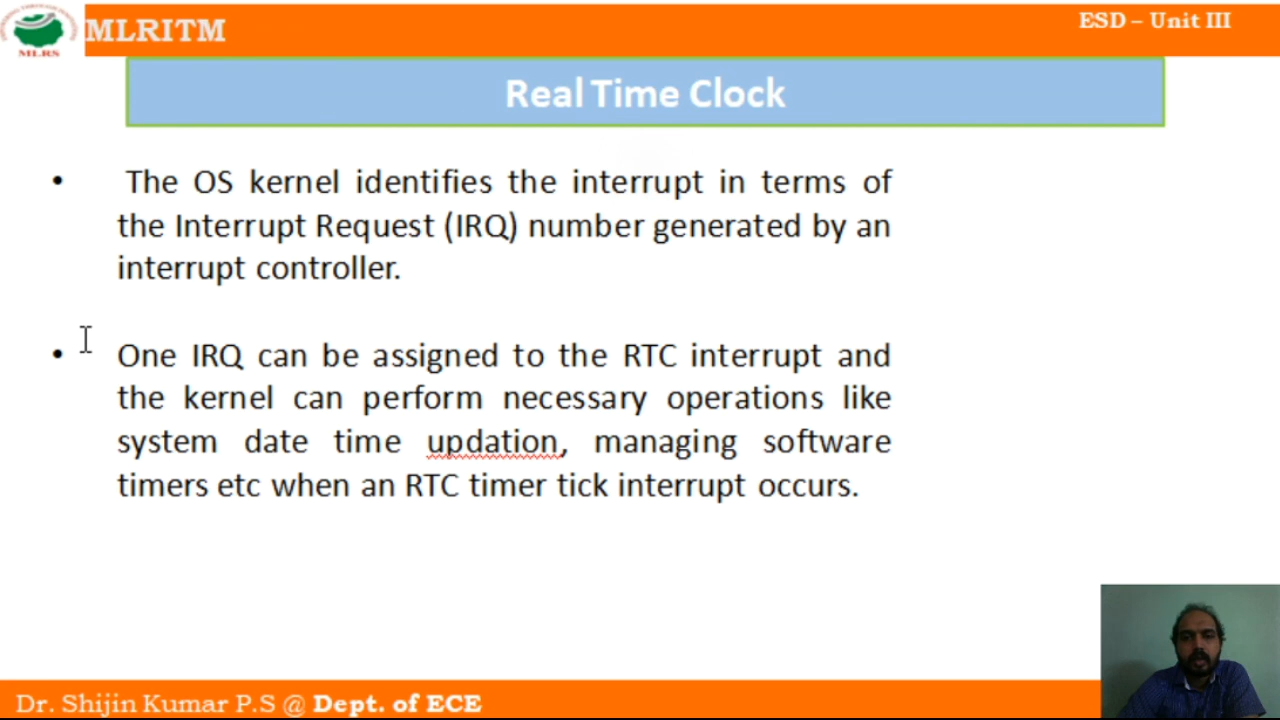 MLRITM
ESD – Unit III
MLRS
Real Time Clock
• The OS kernel identifies the interrupt in terms of
the Interrupt Request (IRQ) number generated by an
interrupt controller.
• One IRQ can be assigned to the RTC interrupt and
the kernel can perform necessary operations like
system date time updation, managing software
timers etc when an RTC timer tick interrupt occurs.
Dr. Shijin Kumar P.S @ Dept. of ECE